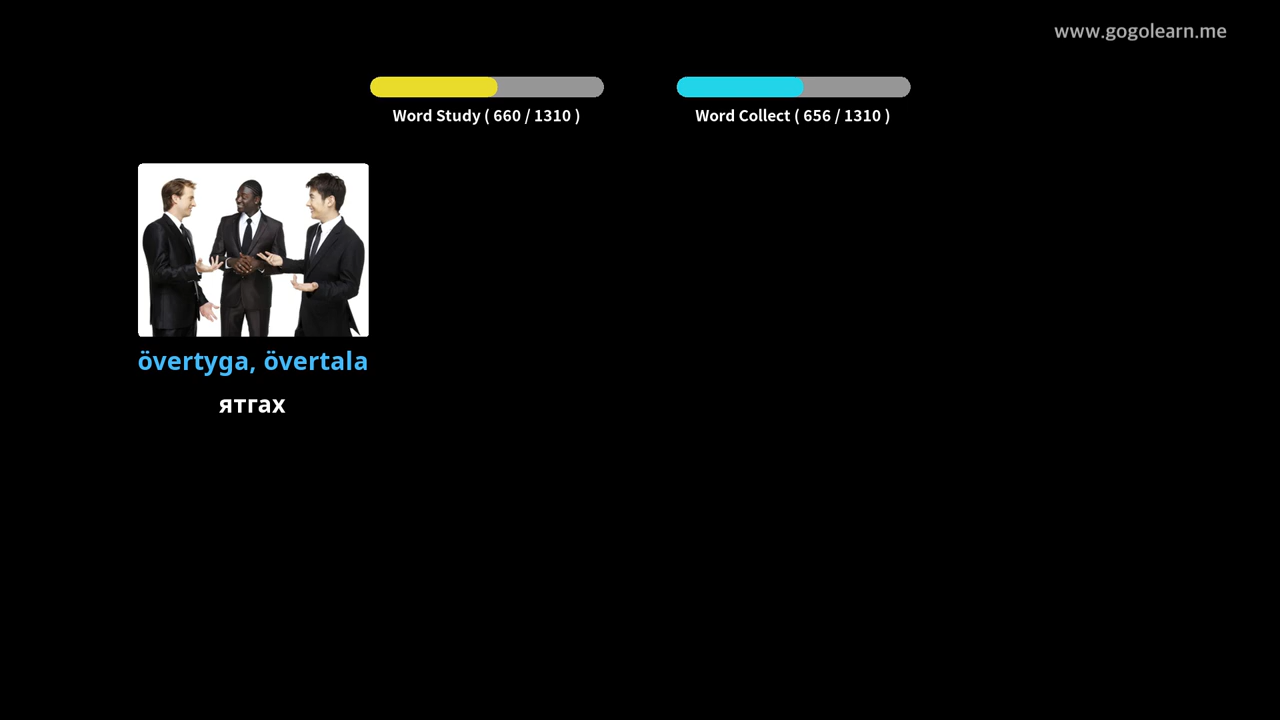 www.gogolearn.me
Word Study ( 660 / 1310 )
Word Collect ( 656 / 1310 )
övertyga, övertala
ятгах